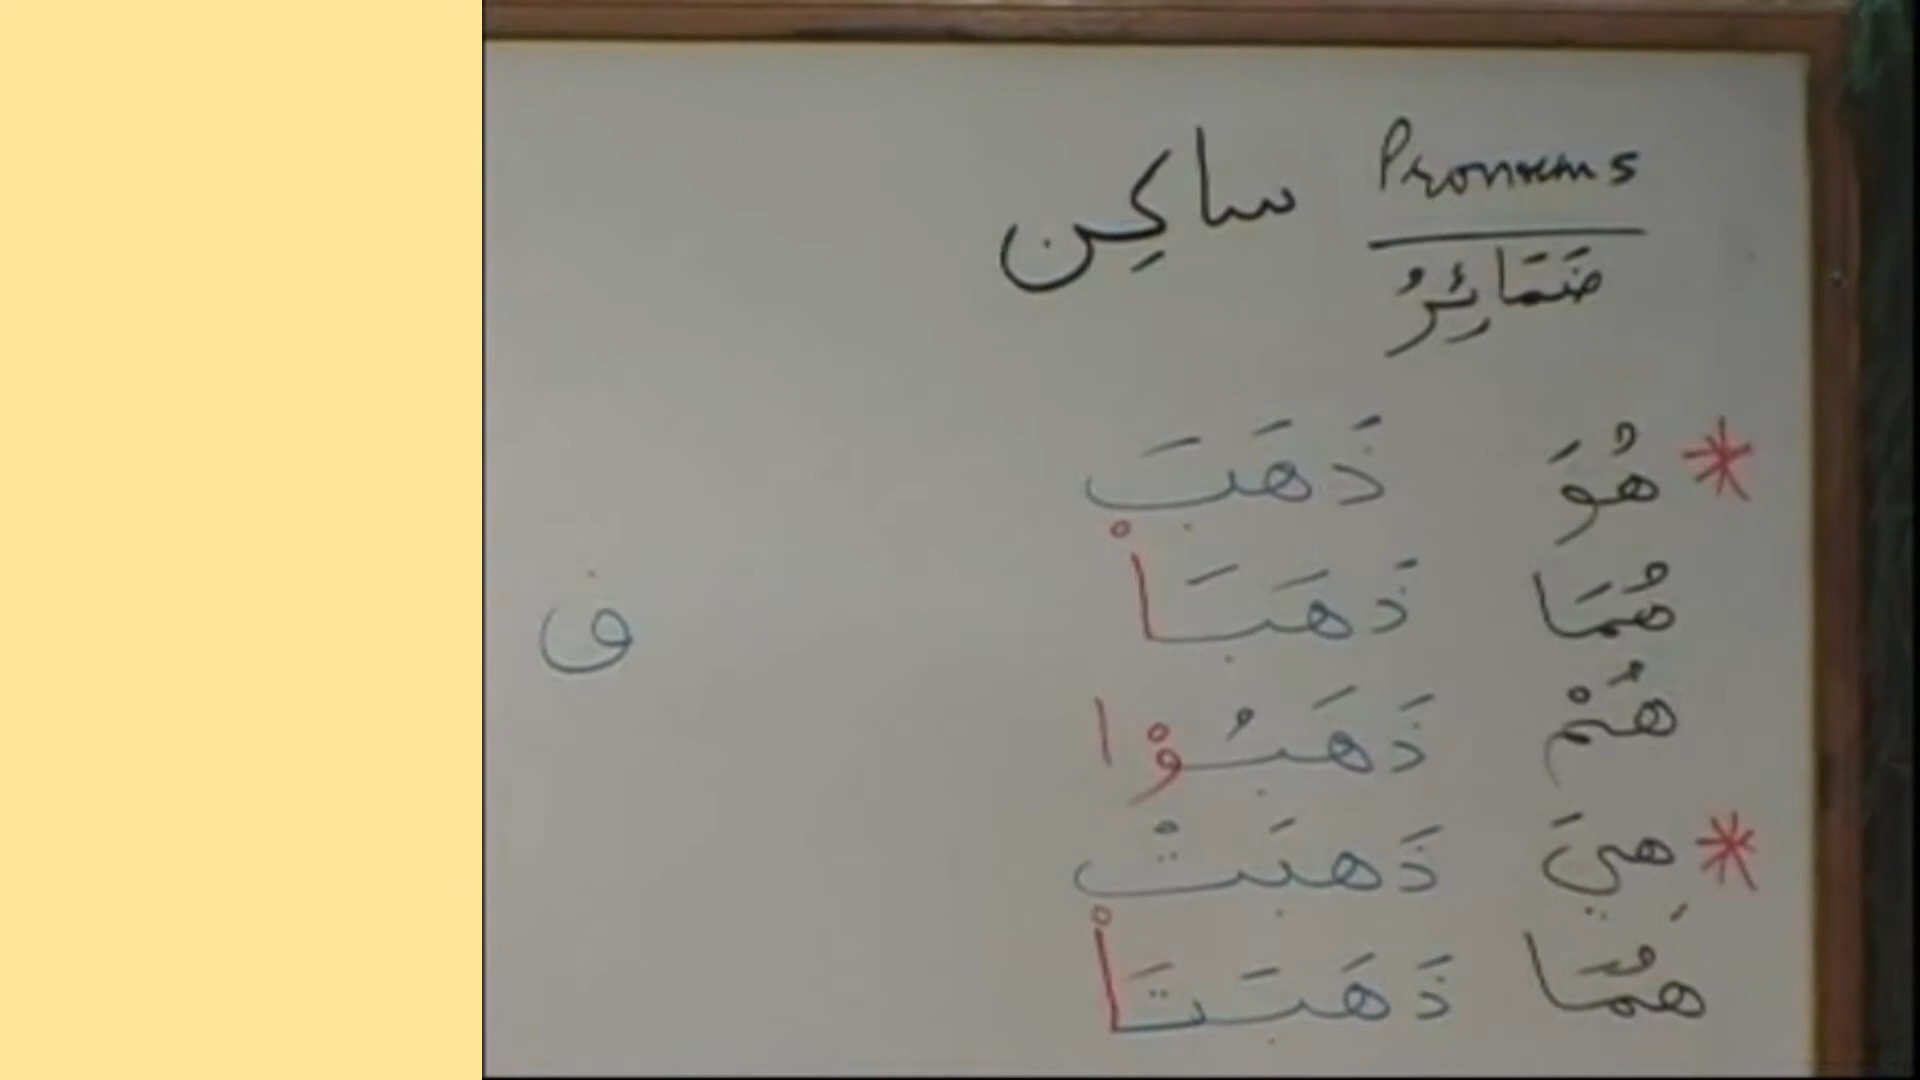 Pronouns ساكِن
ضَمَائِرُ
هُوَ ذَهَبَ
هُمَا ذَهَبَاْ
هُمْ ذَهَبُوْا
هِيَ ذَهَبَتْ
هُمَا ذَهَبَتَاْ
ف